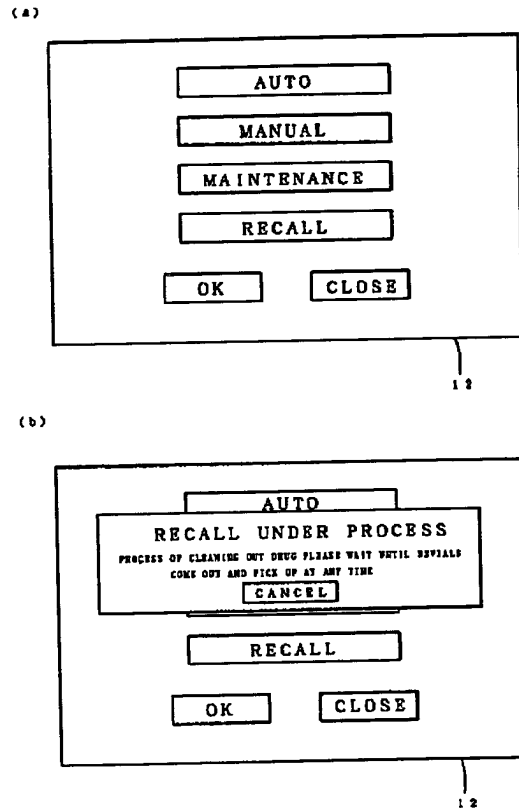 (a)
AUTO
MANUAL
MAINTENANCE
RECALL
OK CLOSE
12
(b)
AUTO
RECALL UNDER PROCESS
PROCESS OF CLEANING OUT DRUG PLEASE WAIT UNTIL
COME OUT AND PICK UP AT ANY TIME
CANCEL
RECALL
OK CLOSE
12